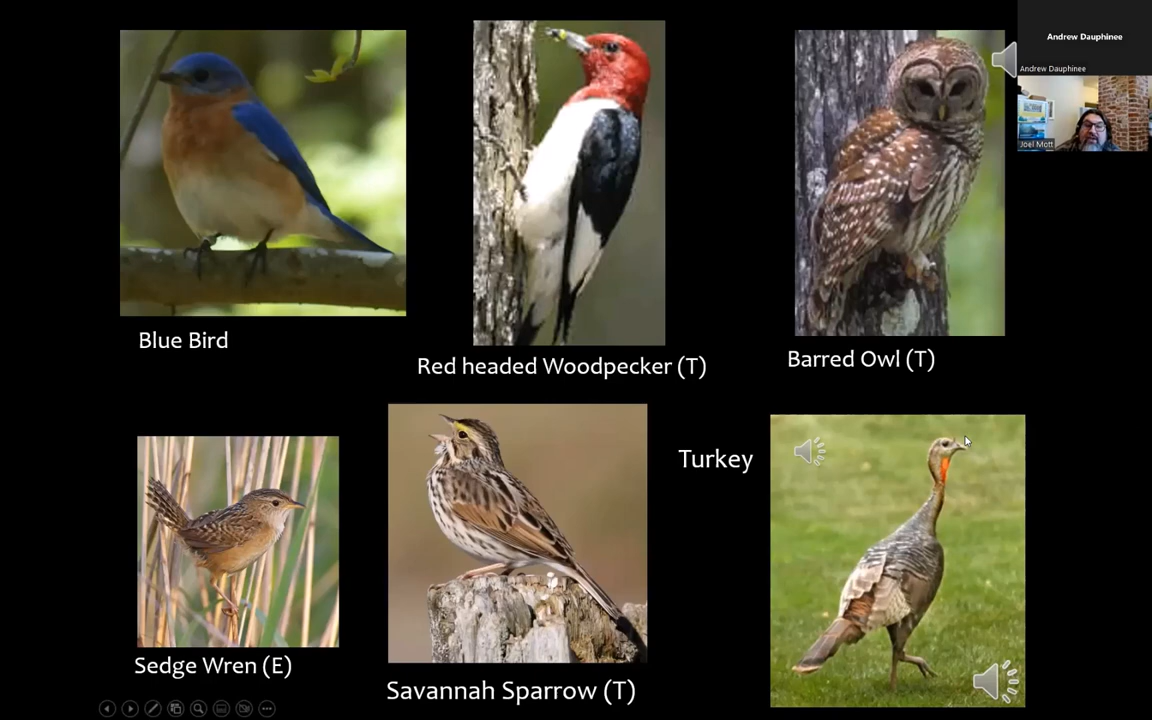 Andrew Dauphinee
Andrew Dauphinee
Joel Mott
Blue Bird
Red headed Woodpecker (T)
Barred Owl (T)
Turkey
Sedge Wren (E)
Savannah Sparrow (T)